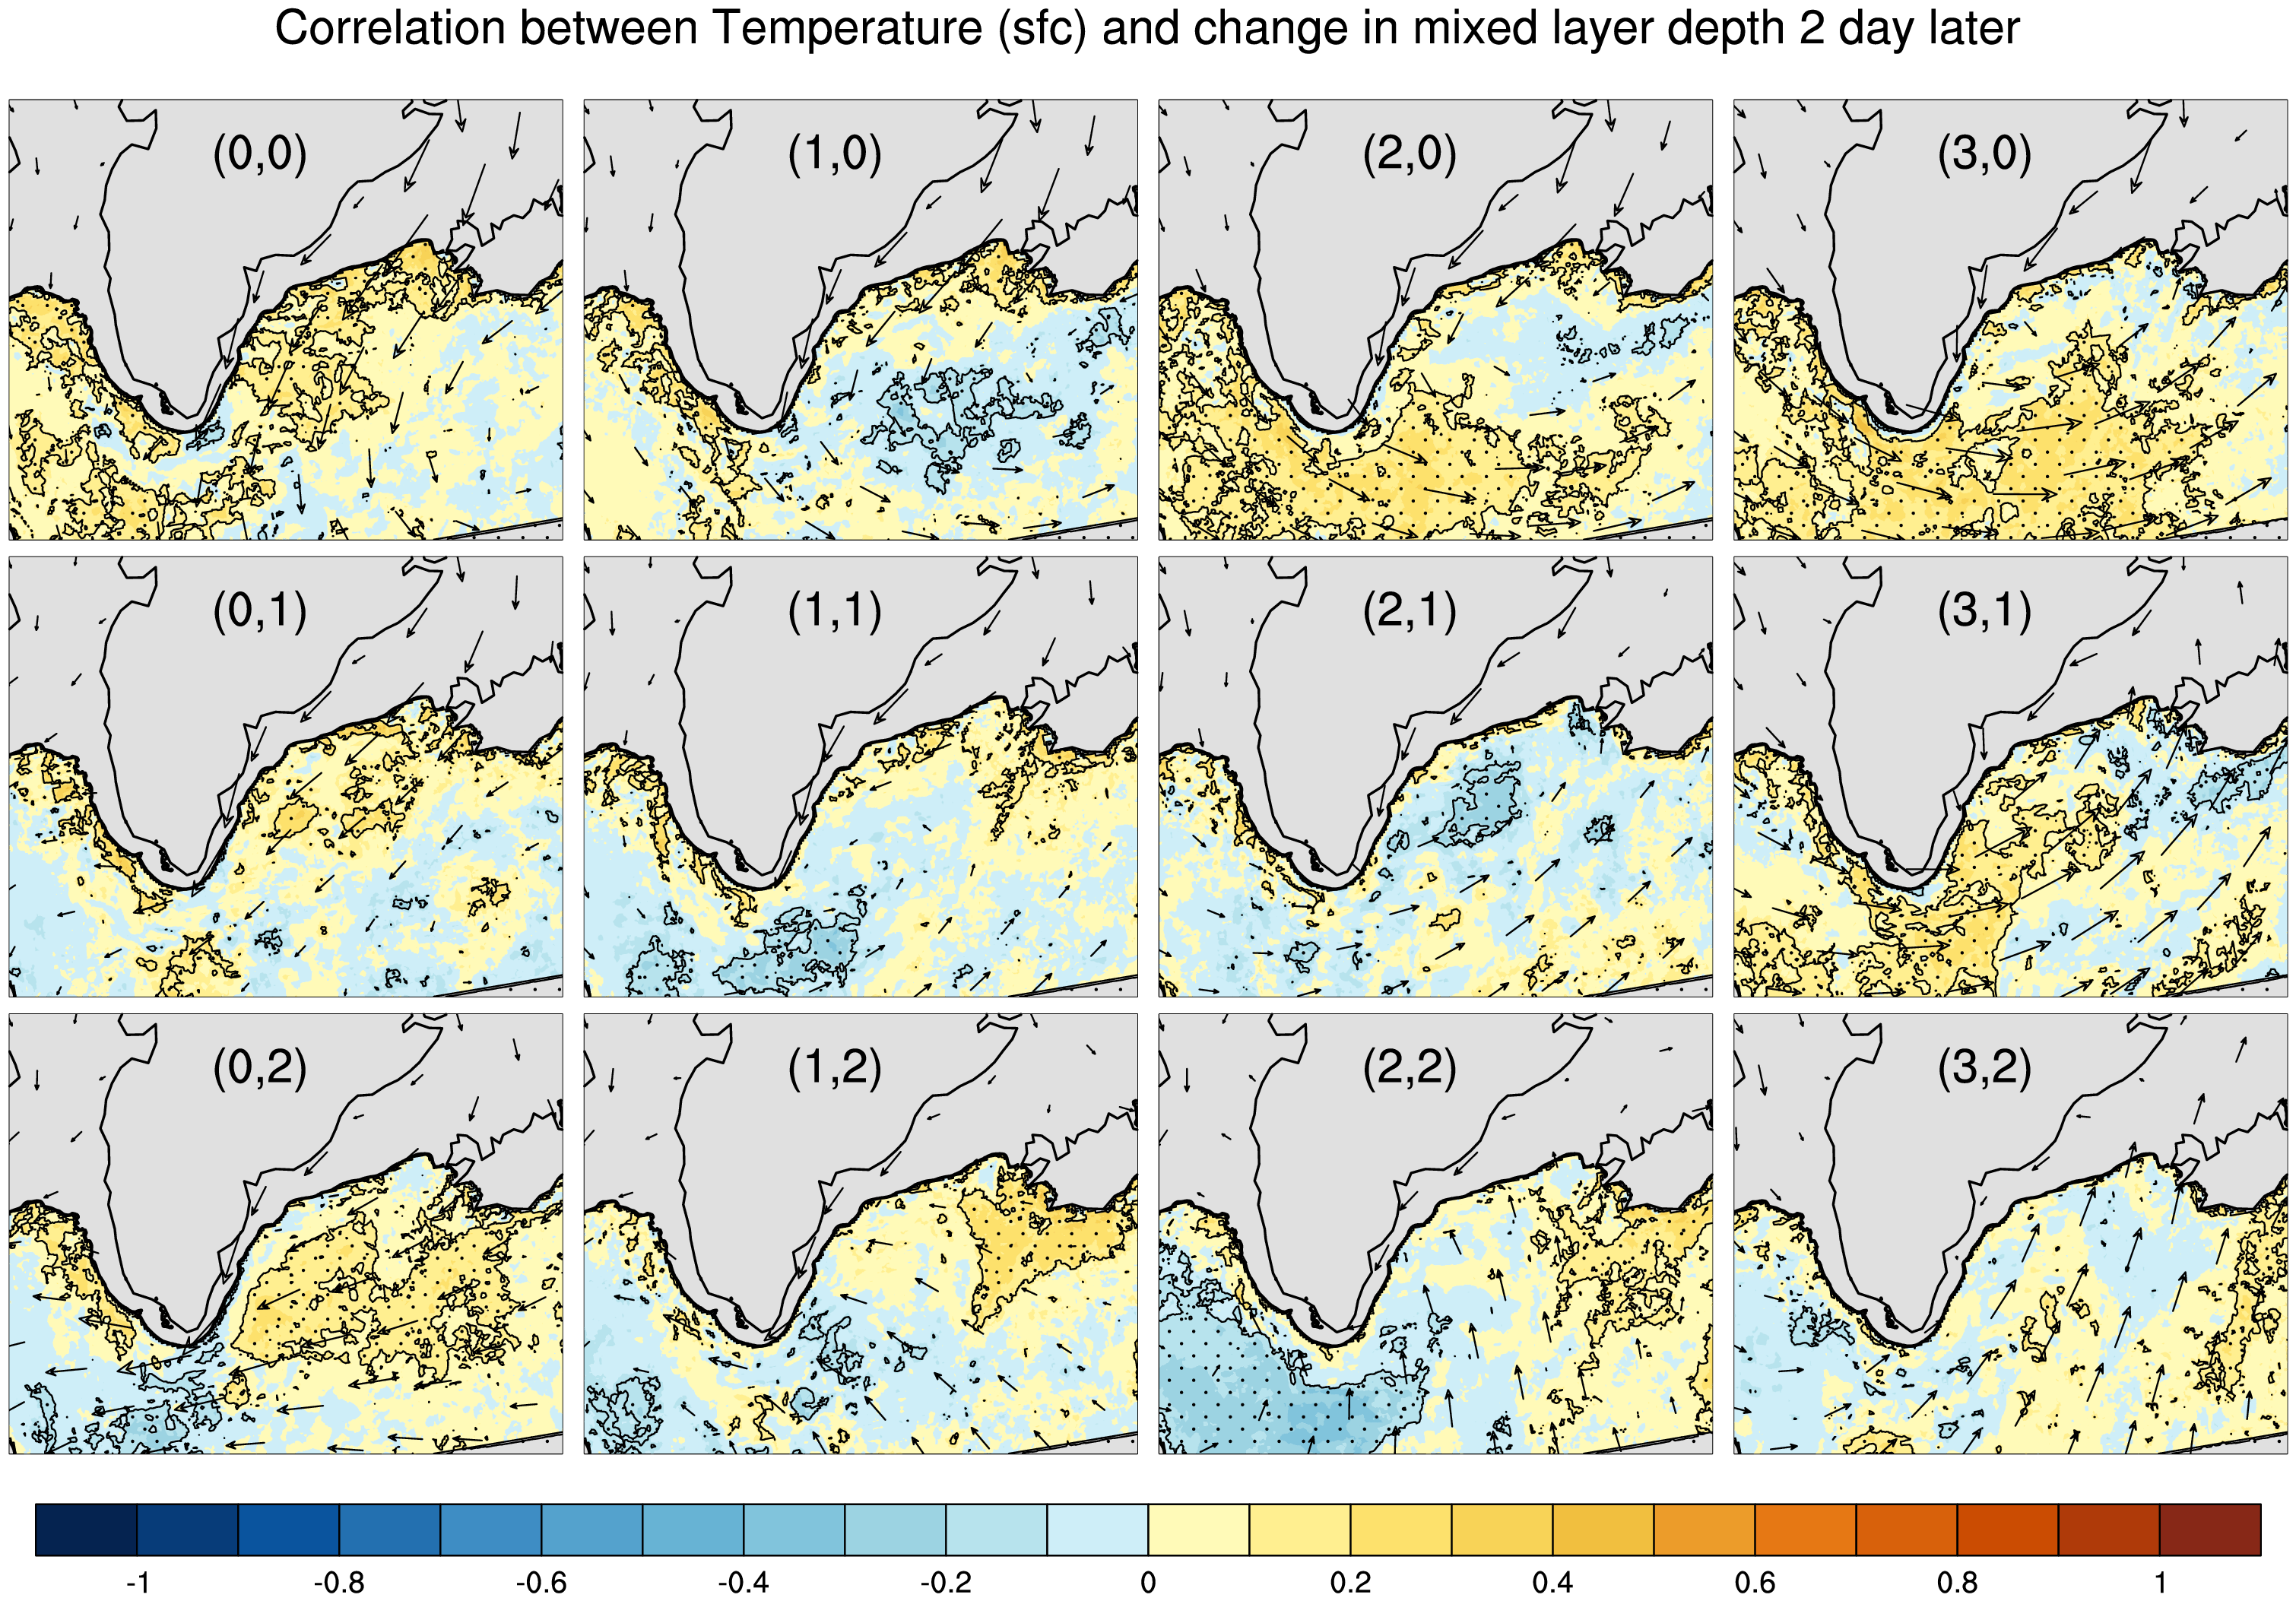 Correlation between Temperature (sfc) and change in mixed layer depth 2 day later
(0,0) (1,0) (2,0) (3,0)
(0,1) (1,1) (2,1) (3,1)
(0,2) (1,2) (2,2) (3,2)
-1 -0.8 -0.6 -0.4 -0.2 0 0.2 0.4 0.6 0.8 1